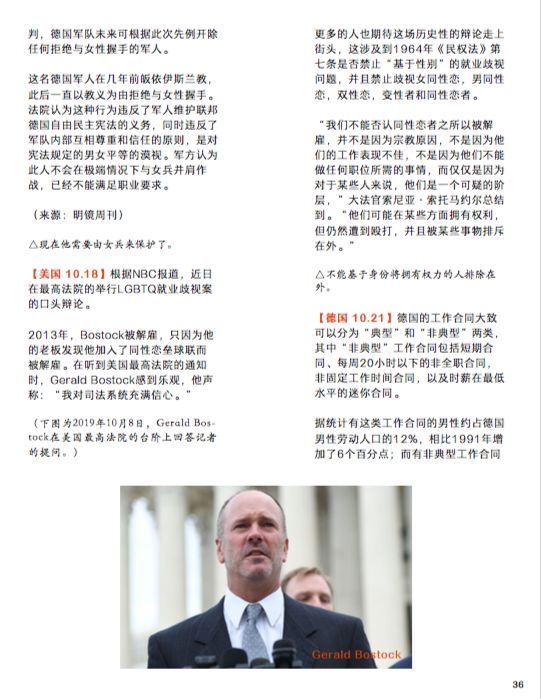 判，德国军队未来可根据此次先例开除
任何拒绝与女性握手的军人。
这名德国军人在几年前皈依伊斯兰教，
此后一直以教义为由拒绝与女性握手。
法院认为这种行为违反了军人维护联邦
德国自由民主宪法的义务，同时违反了
军队内部互相尊重和信任的原则，是对
宪法规定的男女平等的漠视。军方认为
此人不会在极端情况下与女兵并肩作
战，已经不能满足职业要求。
（来源：明镜周刊）
△现在他需要由女兵来保护了。
【美国 10.18】根据NBC报道，近日
在最高法院的举行LGBTQ就业歧视案
的口头辩论。
2013年，Bostock被解雇，只因为他
的老板发现他加入了同性恋垒球联而
被解雇。在听到美国最高法院的通知
时，Gerald Bostock感到乐观，他声
称：“我对司法系统充满信心。”
（下图为2019年10月8日，Gerald Bos-
tock在美国最高法院的台阶上回答记者
的提问。）
更多的人也期待这场历史性的辩论走上
街头，这涉及到1964年《民权法》第
七条是否禁止“基于性别”的就业歧视
问题，并且禁止歧视女同性恋，男同性
恋，双性恋，变性者和同性恋者。
“我们不能否认同性恋者之所以被解
雇，并不是因为宗教原因，不是因为他
们的工作表现不佳，不是因为他们不能
做任何职位所需的事情，而仅仅是因为
对于某些人来说，他们是一个可疑的阶
层，”大法官索尼亚·索托马约尔总结
到。“他们可能在某些方面拥有权利，
但仍然遭到殴打，并且被某些事物排斥
在外。”
△不能基于身份将拥有权力的人排除在
外。
【德国 10.21】德国的工作合同大致
可以分为“典型”和“非典型”两类，
其中“非典型”工作合同包括短期合
同、每周20小时以下的非全职合同，
非固定工作时间合同，以及时薪在最低
水平的迷你合同。
据统计有这类工作合同的男性约占德国
男性劳动人口的12%，相比1991年增
加了6个百分点；而有非典型工作合同
Gerald Bostock
36